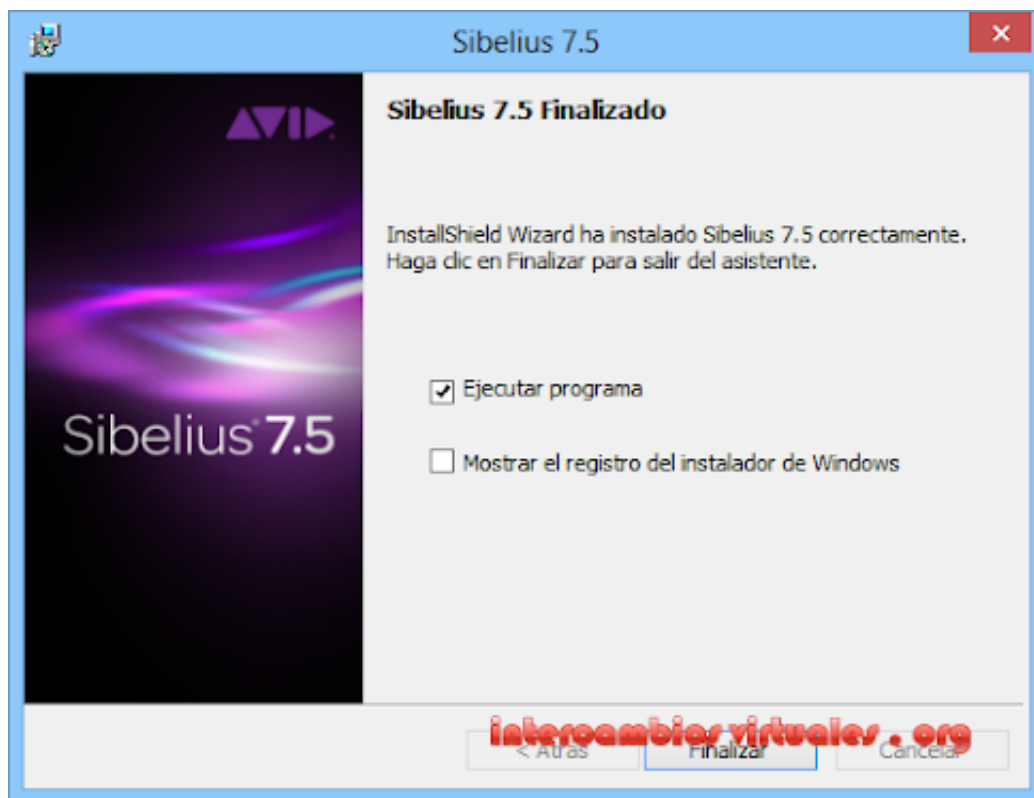 Sibelius 7.5
AVID
Sibelius 7.5 Finalizado
InstallShield Wizard ha instalado Sibelius 7.5 correctamente.
Haga clic en Finalizar para salir del asistente.
Ejecutar programa
Sibelius® 7.5
Mostrar el registro del instalador de Windows
intercambios virtuales . org
< Atrás
Finalizar
Cancelar